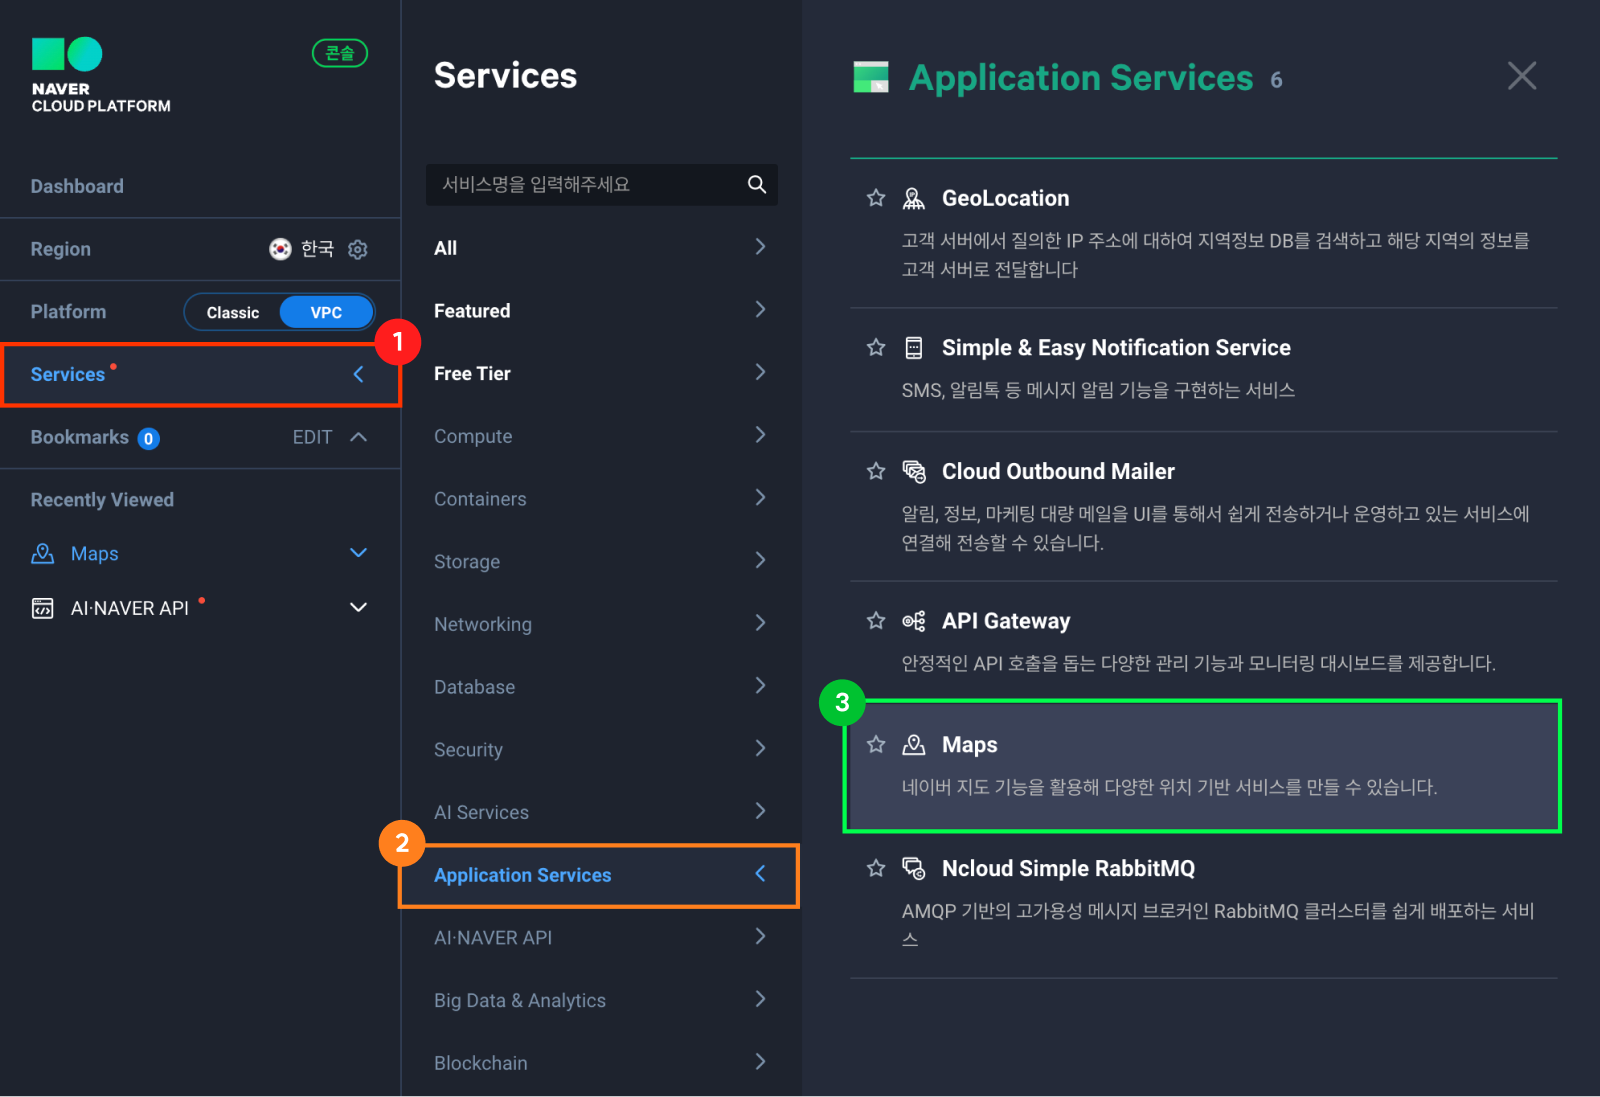 NAVER
CLOUD PLATFORM
콘솔
Dashboard
Region 한국
Platform Classic VPC
1
Services
Bookmarks 0 EDIT
Recently Viewed
Maps
AI·NAVER API
Services
서비스명을 입력해주세요
All
Featured
Free Tier
Compute
Containers
Storage
Networking
Database
Security
AI Services
2
Application Services
AI·NAVER API
Big Data & Analytics
Blockchain
Application Services 6
GeoLocation
고객 서버에서 질의한 IP 주소에 대하여 지역정보 DB를 검색하고 해당 지역의 정보를
고객 서버로 전달합니다
Simple & Easy Notification Service
SMS, 알림톡 등 메시지 알림 기능을 구현하는 서비스
Cloud Outbound Mailer
알림, 정보, 마케팅 대량 메일을 UI를 통해서 쉽게 전송하거나 운영하고 있는 서비스에
연결해 전송할 수 있습니다.
API Gateway
안정적인 API 호출을 돕는 다양한 관리 기능과 모니터링 대시보드를 제공합니다.
3
Maps
네이버 지도 기능을 활용해 다양한 위치 기반 서비스를 만들 수 있습니다.
Ncloud Simple RabbitMQ
AMQP 기반의 고가용성 메시지 브로커인 RabbitMQ 클러스터를 쉽게 배포하는 서비
스